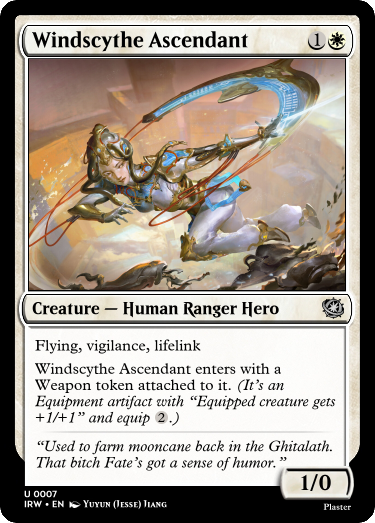 Windscythe Ascendant 1
Creature — Human Ranger Hero
Flying, vigilance, lifelink
Windscythe Ascendant enters with a
Weapon token attached to it. (It's an
Equipment artifact with "Equipped creature gets
+1/+1" and equip 2.)
"Used to farm mooncane back in the Ghitalath.
That bitch Fate's got a sense of humor."
1/0
U 0007
IRW • EN Yuyun (Jesse) Jiang
Plaster